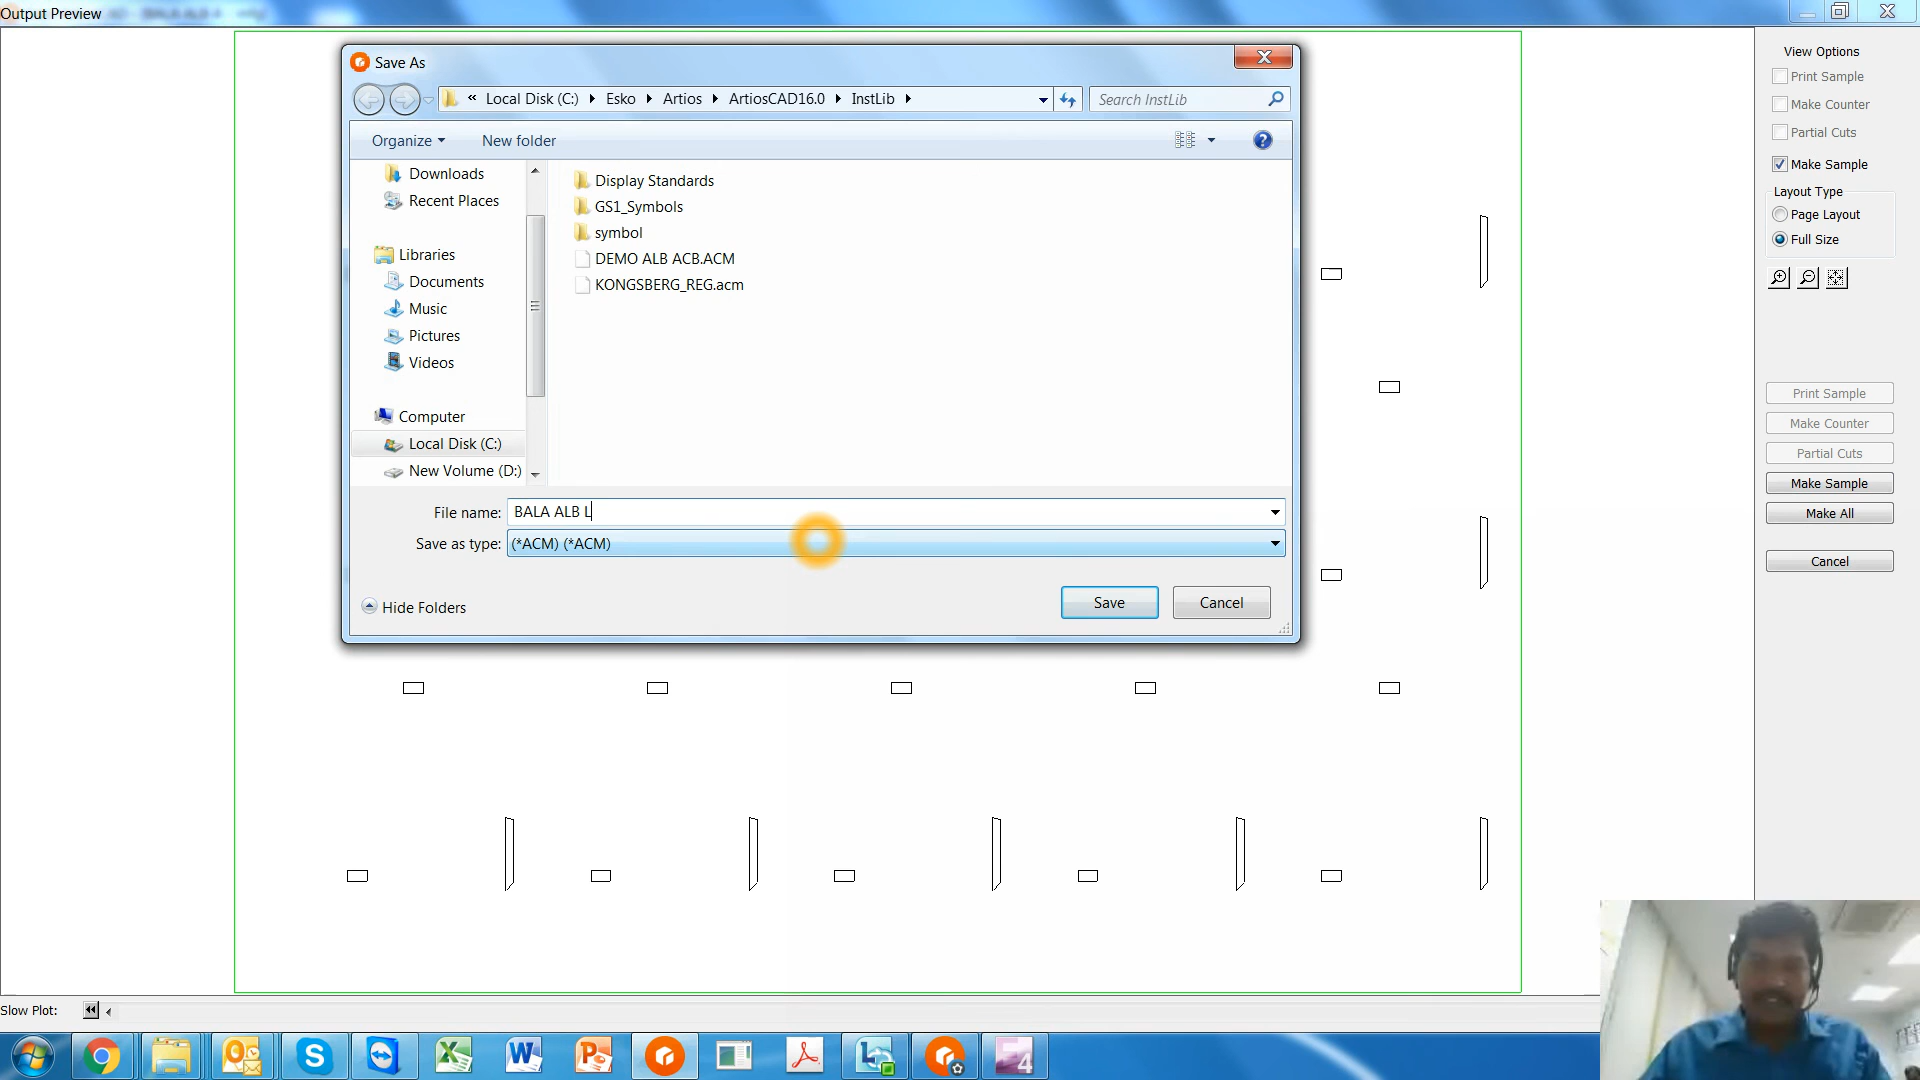 Output Preview
Save As
« Local Disk (C:) Esko Artios ArtiosCAD16.0 InstLib
Search InstLib
Organize New folder
Downloads
Recent Places
Libraries
Documents
Music
Pictures
Videos
Computer
Local Disk (C:)
New Volume (D:)
Display Standards
GS1_Symbols
symbol
DEMO ALB ACB.ACM
KONGSBERG_REG.acm
File name: BALA ALB L
Save as type: (*ACM) (*ACM)
Hide Folders
Save Cancel
View Options
Print Sample
Make Counter
Partial Cuts
Make Sample
Layout Type
Page Layout
Full Size
Print Sample
Make Counter
Partial Cuts
Make Sample
Make All
Cancel
Slow Plot: